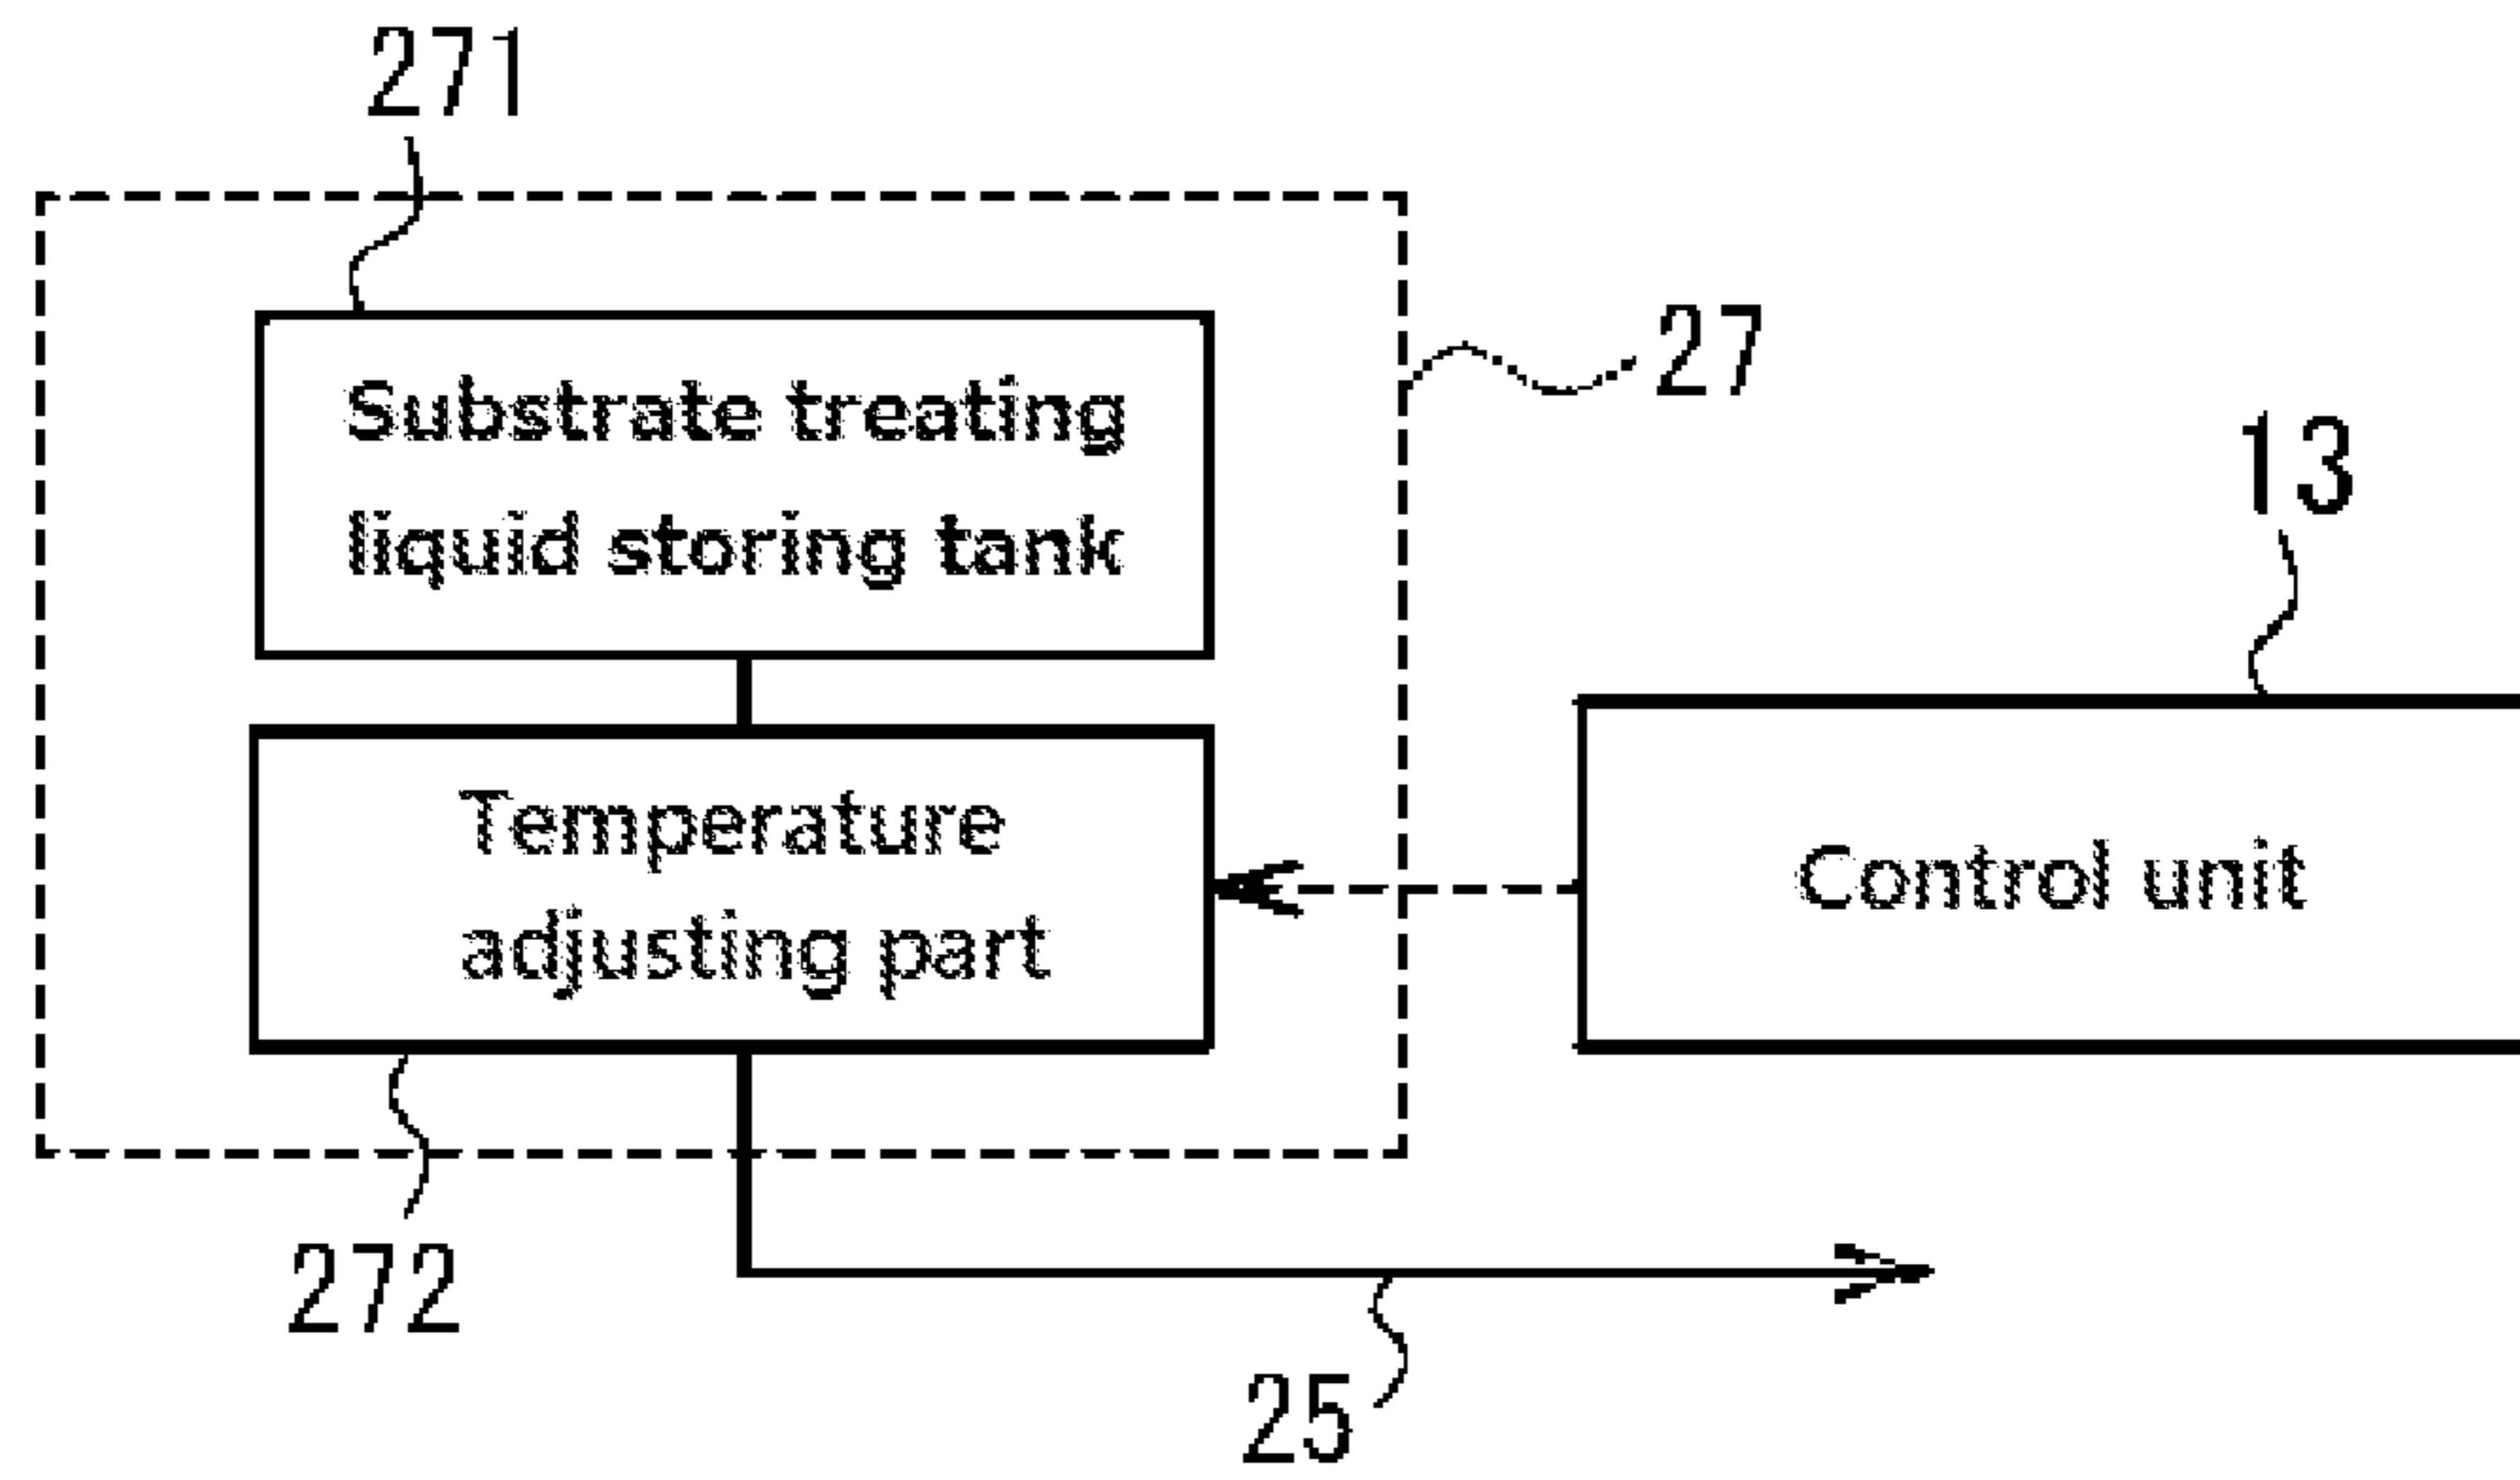 271
Substrate treating
liquid storing tank
27
13
Temperature
adjusting part
Control unit
272
25